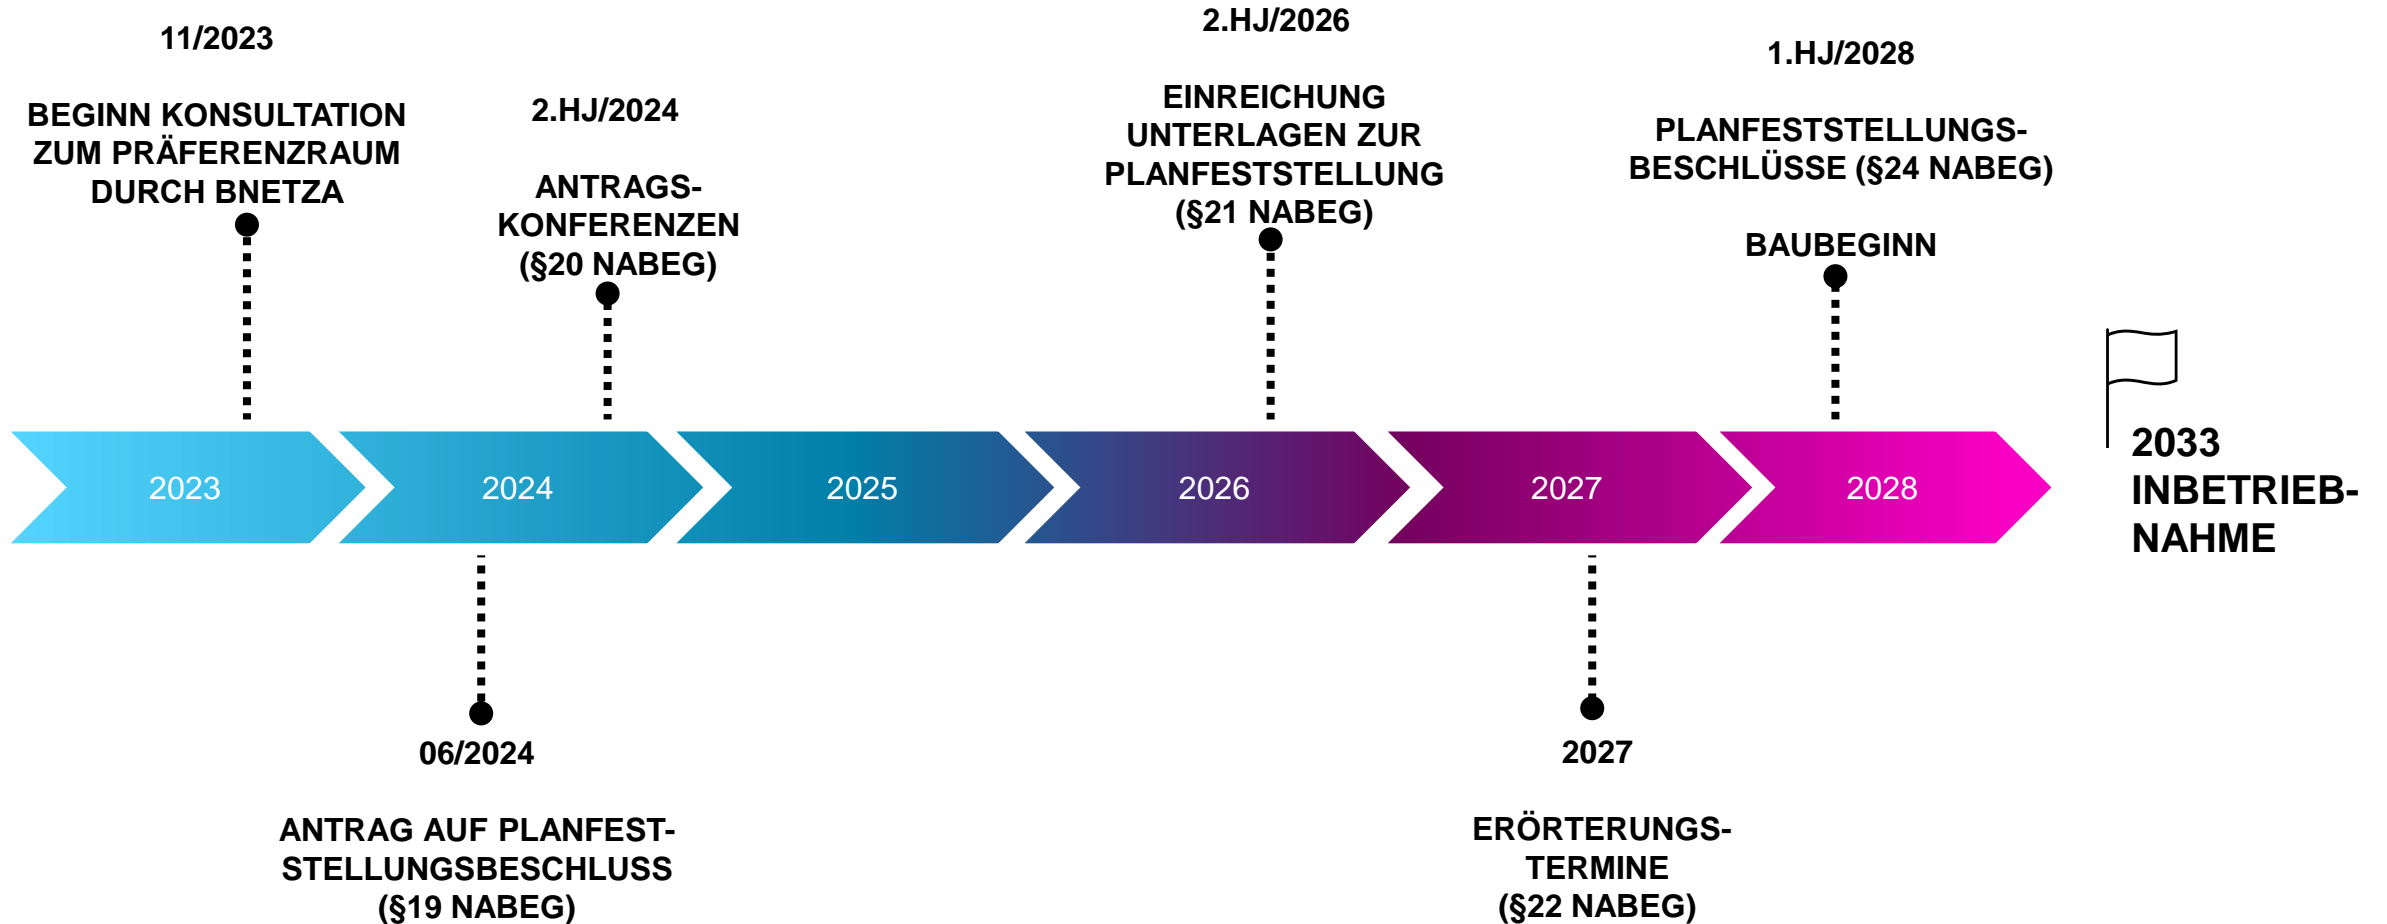 11/2023
BEGINN KONSULTATION
ZUM PRÄFERENZRAUM
DURCH BNETZA
2.HJ/2024
ANTRAGS-
KONFERENZEN
(§20 NABEG)
2.HJ/2026
EINREICHUNG
UNTERLAGEN ZUR
PLANFESTSTELLUNG
(§21 NABEG)
1.HJ/2028
PLANFESTSTELLUNGS-
BESCHLÜSSE (§24 NABEG)
BAUBEGINN
2023
2024
2025
2026
2027
2028
2033
INBETRIEB-
NAHME
06/2024
ANTRAG AUF PLANFEST-
STELLUNGSBESCHLUSS
(§19 NABEG)
2027
ERÖRTERUNGS-
TERMINE
(§22 NABEG)